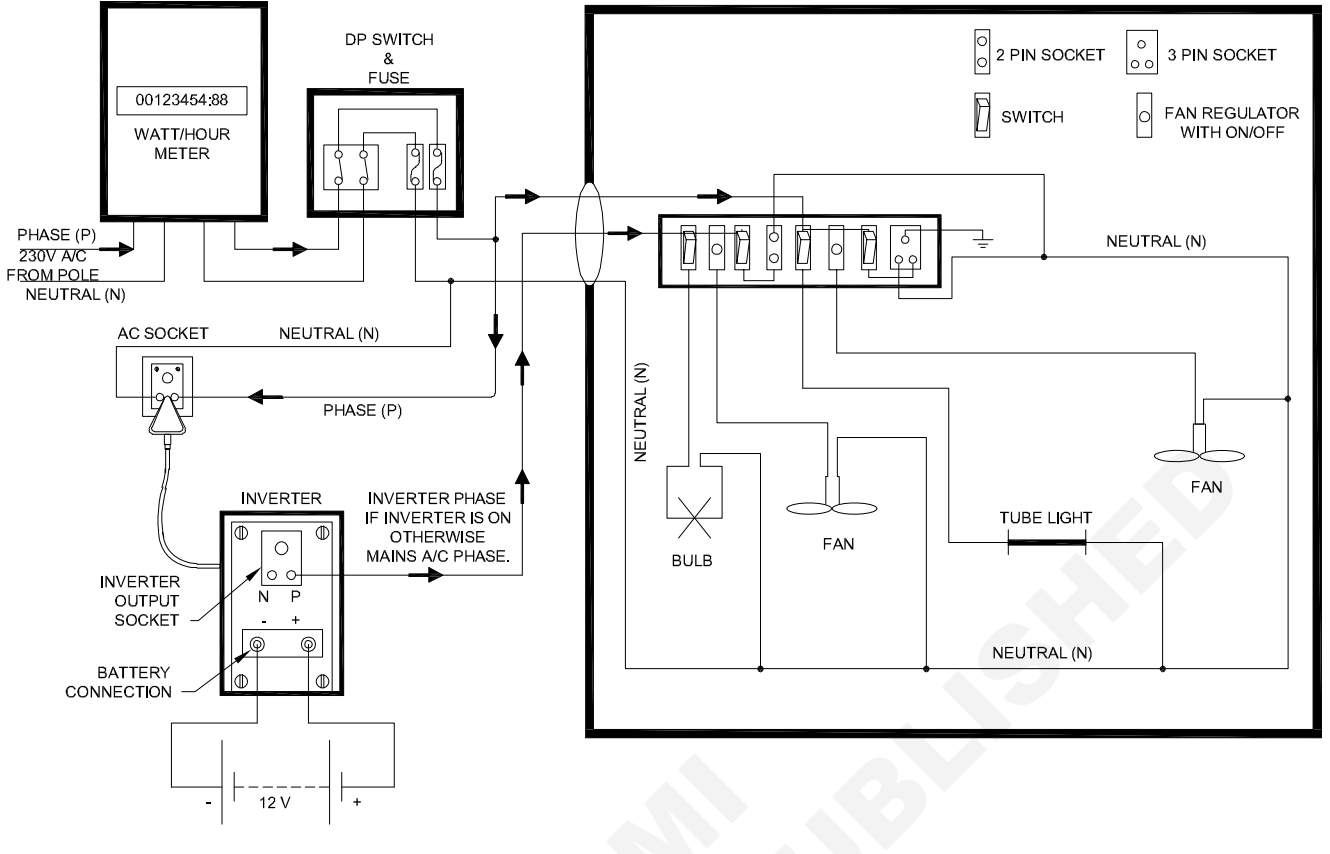 DP SWITCH
&
FUSE
2 PIN SOCKET
3 PIN SOCKET
SWITCH
FAN REGULATOR
WITH ON/OFF
00123454:88
WATT/HOUR
METER
PHASE (P)
230V A/C
FROM POLE
NEUTRAL (N)
NEUTRAL (N)
AC SOCKET
NEUTRAL (N)
PHASE (P)
NEUTRAL (N)
INVERTER
INVERTER PHASE
IF INVERTER IS ON
OTHERWISE
MAINS A/C PHASE.
BULB
FAN
TUBE LIGHT
FAN
INVERTER
OUTPUT
SOCKET
N P
- +
BATTERY
CONNECTION
NEUTRAL (N)
- 12 V +
MI
UBLISHED